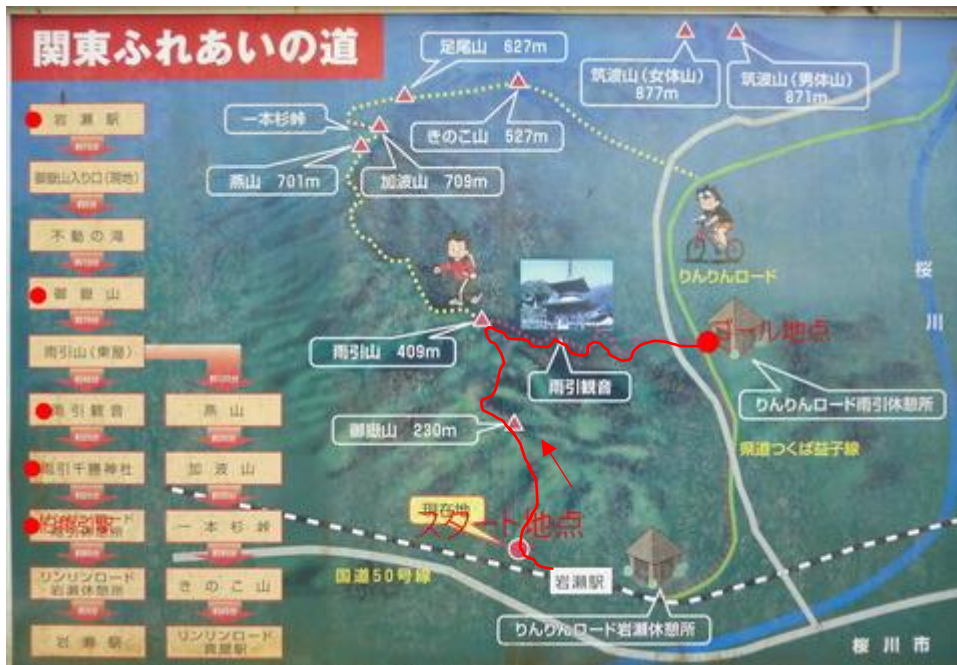 関東ふれあいの道
足尾山 627m
筑波山(女体山)
877m
筑波山(男体山)
871m
一本杉峠
きのこ山 527m
燕山 701m
加波山 709m
りんりんロード
桜川
雨引山 409m
ゴール地点
雨引観音
りんりんロード雨引休憩所
御嶽山 230m
県道つくば益子線
現在地
スタート地点
国道50号線
岩瀬駅
りんりんロード岩瀬休憩所
桜川市
岩瀬駅
御嶽山入り口(現地)
不動の滝
御嶽山
雨引山(東屋)
雨引観音
雨引千勝神社
リンリンロード
岩瀬休憩所
岩瀬駅
燕山
加波山
一本杉峠
きのこ山
リンリンロード
真壁駅